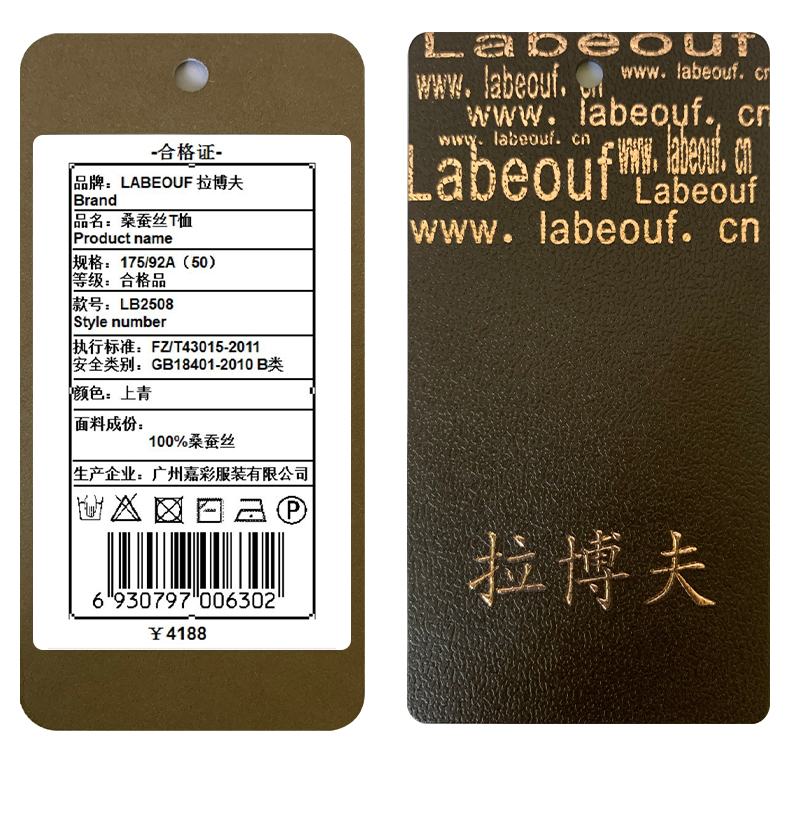 -合格证-
品牌：LABEOUF 拉博夫
Brand
品名：桑蚕丝T恤
Product name
规格：175/92A（50）
等级：合格品
款号：LB2508
Style number
执行标准：FZ/T43015-2011
安全类别：GB18401-2010 B类
颜色：上青
面料成份：
100%桑蚕丝
生产企业：广州嘉彩服装有限公司
P
6 930797 006302
￥4188
Labeouf
www. labeouf. cn
www. labeouf. cn
www. labeouf. cn
www. labeouf. cn
www. labeouf. cn
Labeouf
Labeouf
www. labeouf. cn
拉博夫